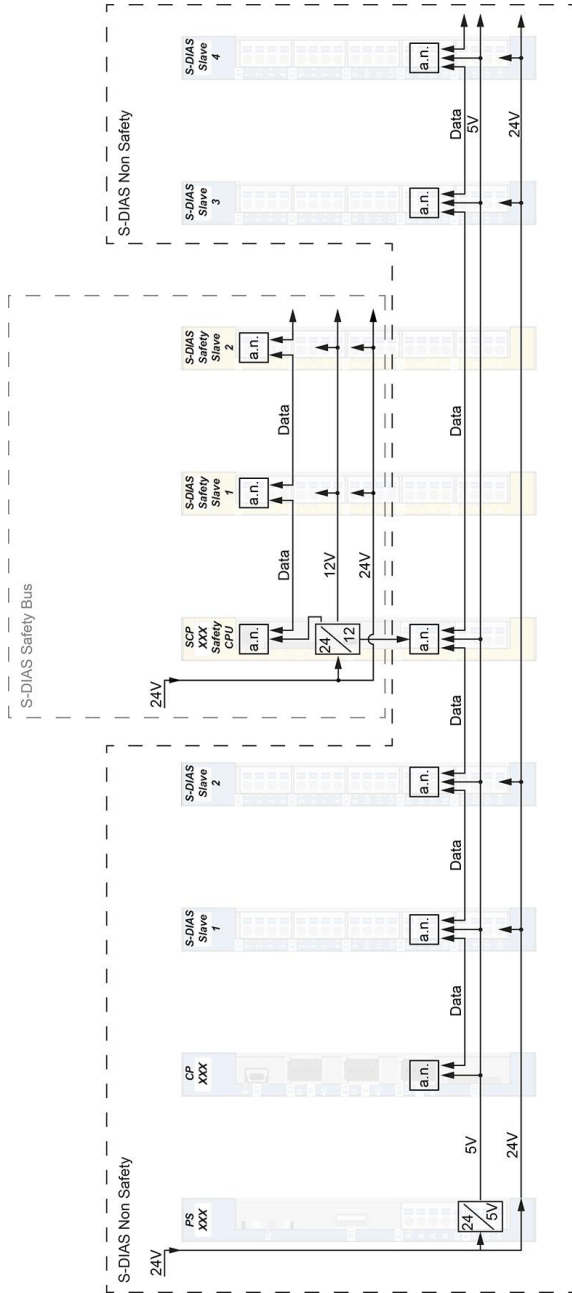 S-DIAS Non Safety
24V
PS
XXX
24
5V
5V
24V
CP
XXX
a.n.
Data
S-DIAS
Slave
1
a.n.
Data
S-DIAS
Slave
2
a.n.
Data
S-DIAS Safety Bus
24V
SCP
XXX
Safety
CPU
a.n.
24
12
a.n.
Data
12V
24V
Data
S-DIAS
Safety
Slave
1
a.n.
Data
S-DIAS
Safety
Slave
2
a.n.
S-DIAS Non Safety
S-DIAS
Slave
3
a.n.
Data
5V
24V
S-DIAS
Slave
4
a.n.